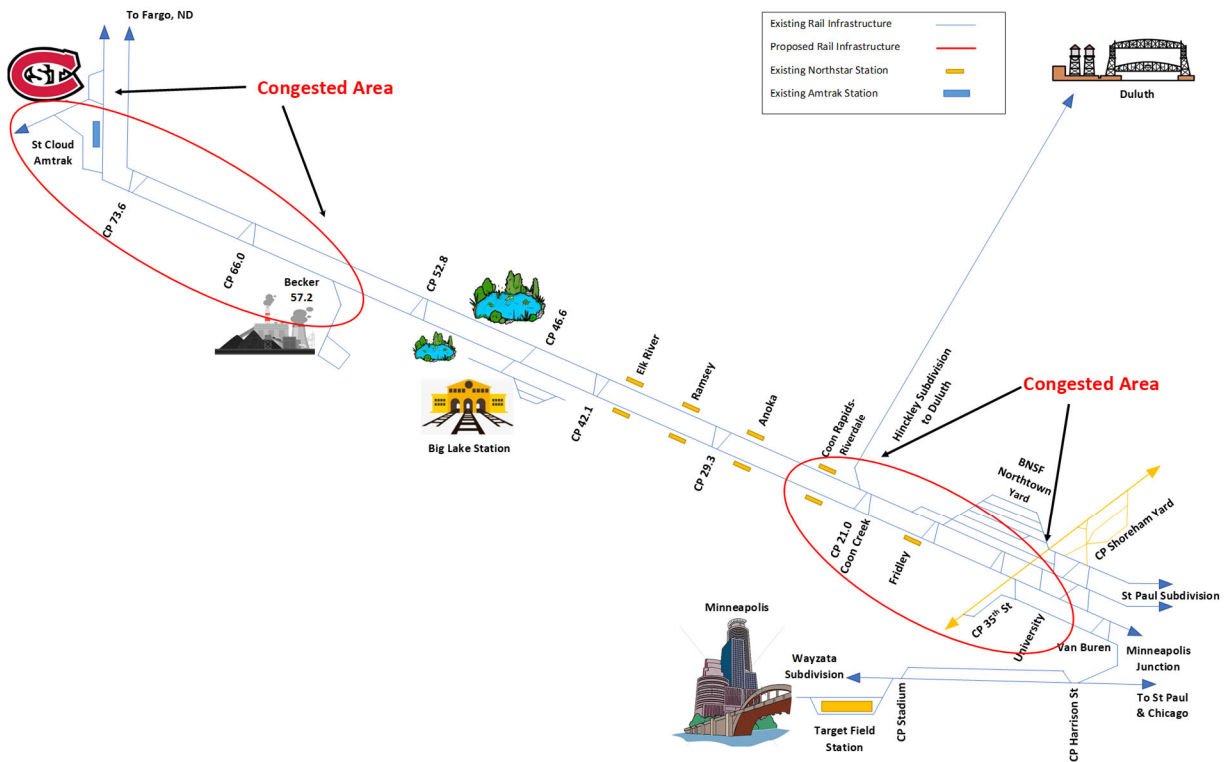 To Fargo, ND
Existing Rail Infrastructure
Proposed Rail Infrastructure
Existing Northstar Station
Existing Amtrak Station
ST
C
Congested Area
Duluth
St Cloud
Amtrak
CP 73.6
CP 66.0
Becker
57.2
CP 52.8
CP 46.6
Big Lake Station
CP 42.1
Elk River
Ramsey
Anoka
CP 29.3
Coon Rapids-
Riverdale
Hinckley Subdivision
to Duluth
Congested Area
BNSF
Northtown
Yard
CP Shoreham Yard
CP 21.0
Coon Creek
Fridley
CP 35th St
University
Van Buren
St Paul Subdivision
Minneapolis
Junction
Minneapolis
Wayzata
Subdivision
Target Field
Station
CP Stadium
CP Harrison St
To St Paul
& Chicago